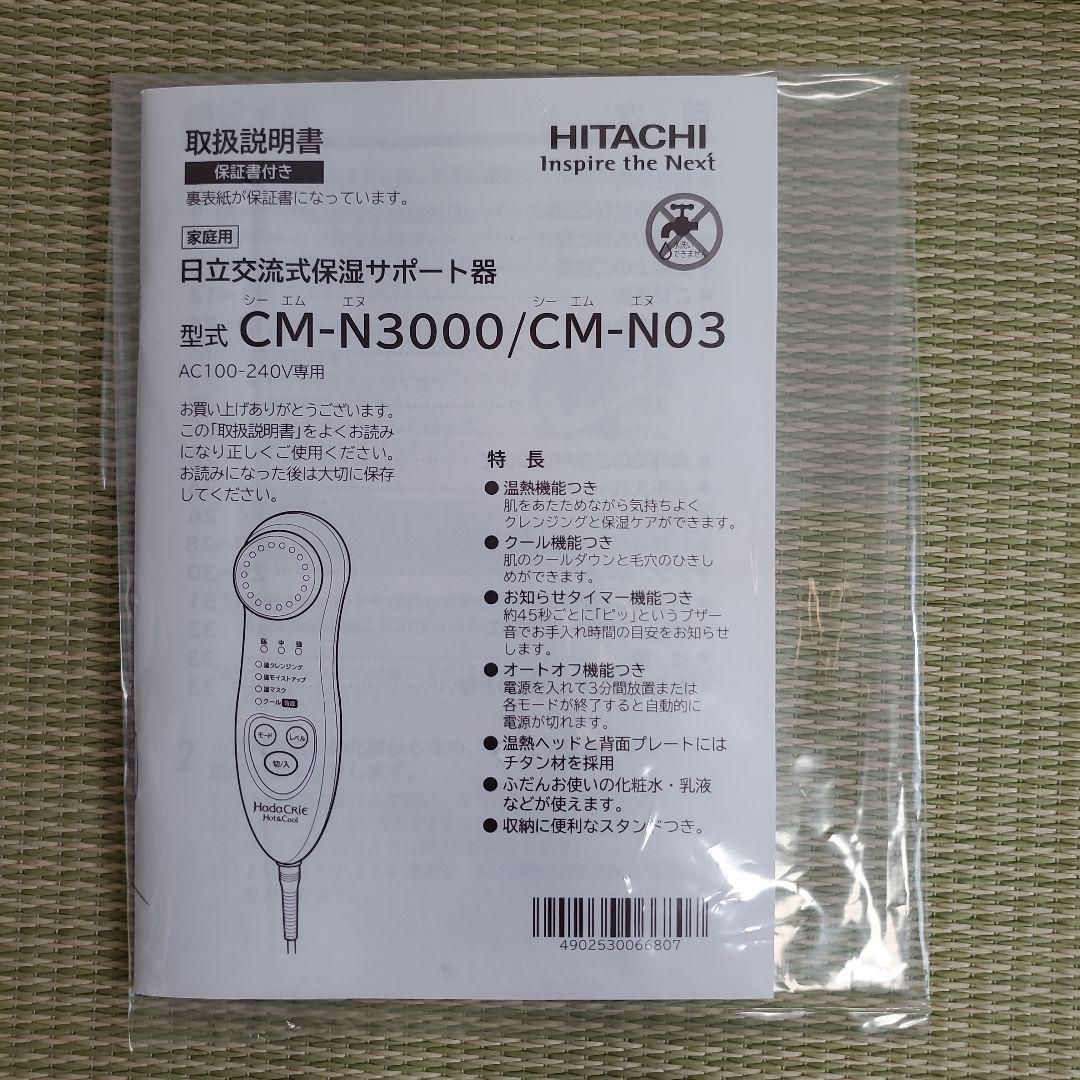 取扱説明書
保証書付き
裏表紙が保証書になっています。
HITACHI
Inspire the Next
水洗い
できません
家庭用
日立交流式保湿サポート器
シー エム エヌ シー エム エヌ
型式 CM-N3000/CM-N03
AC100-240V専用
お買い上げありがとうございます。
この「取扱説明書」をよくお読み
になり正しくご使用ください。
お読みになった後は大切に保存
してください。
特 長
● 温熱機能つき
肌をあたためながら気持ちよく
クレンジングと保湿ケアができます。
● クール機能つき
肌のクールダウンと毛穴のひきし
めができます。
● お知らせタイマー機能つき
約45秒ごとに「ピッ」というブザー
音でお手入れ時間の目安をお知らせ
します。
● オートオフ機能つき
電源を入れて3分間放置または
各モードが終了すると自動的に
電源が切れます。
● 温熱ヘッドと背面プレートには
チタン材を採用
● ふだんお使いの化粧水・乳液
などが使えます。
● 収納に便利なスタンドつき。
弱 中 強
温クレンジング
温モイストアップ
温マスク
クール 背面
モード レベル
切/入
HadaCRiE
Hot&Cool
4902530066807